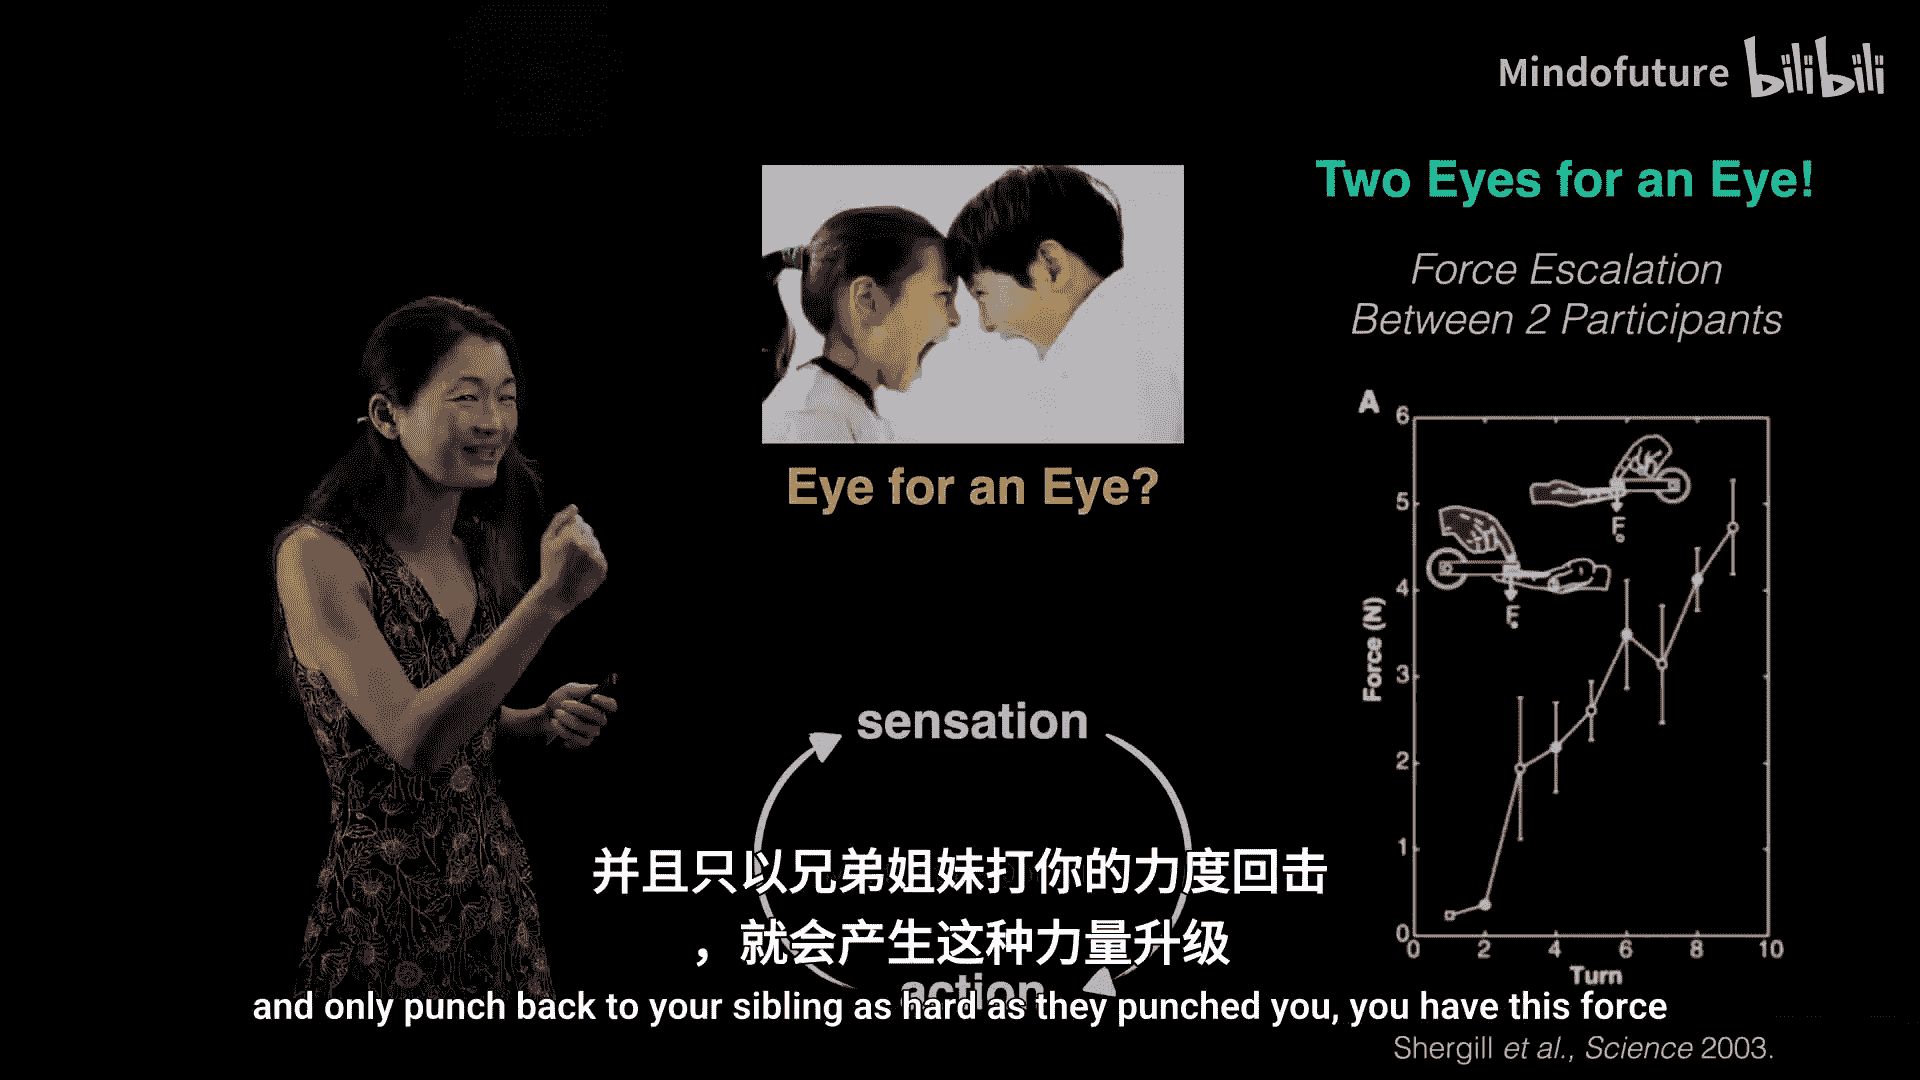 Mindofuture bilibili
Two Eyes for an Eye!
Force Escalation
Between 2 Participants
Eye for an Eye?
A
6
5
4
3
2
1
0
Force (N)
0 2 4 6 8 10
Turn
sensation
action
并且只以兄弟姐妹打你的力度回击
，就会产生这种力量升级
and only punch back to your sibling as hard as they punched you, you have this force
Shergill et al., Science 2003.